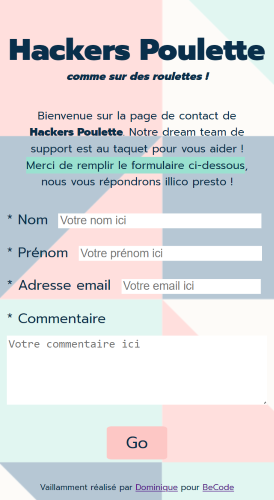 Hackers Poulette
comme sur des roulettes !
Bienvenue sur la page de contact de
Hackers Poulette. Notre dream team de
support est au taquet pour vous aider !
Merci de remplir le formulaire ci-dessous,
nous vous répondrons illico presto !
* Nom Votre nom ici
* Prénom Votre prénom ici
* Adresse email Votre email ici
* Commentaire
Votre commentaire ici
Go
Vaillamment réalisé par Dominique pour BeCode